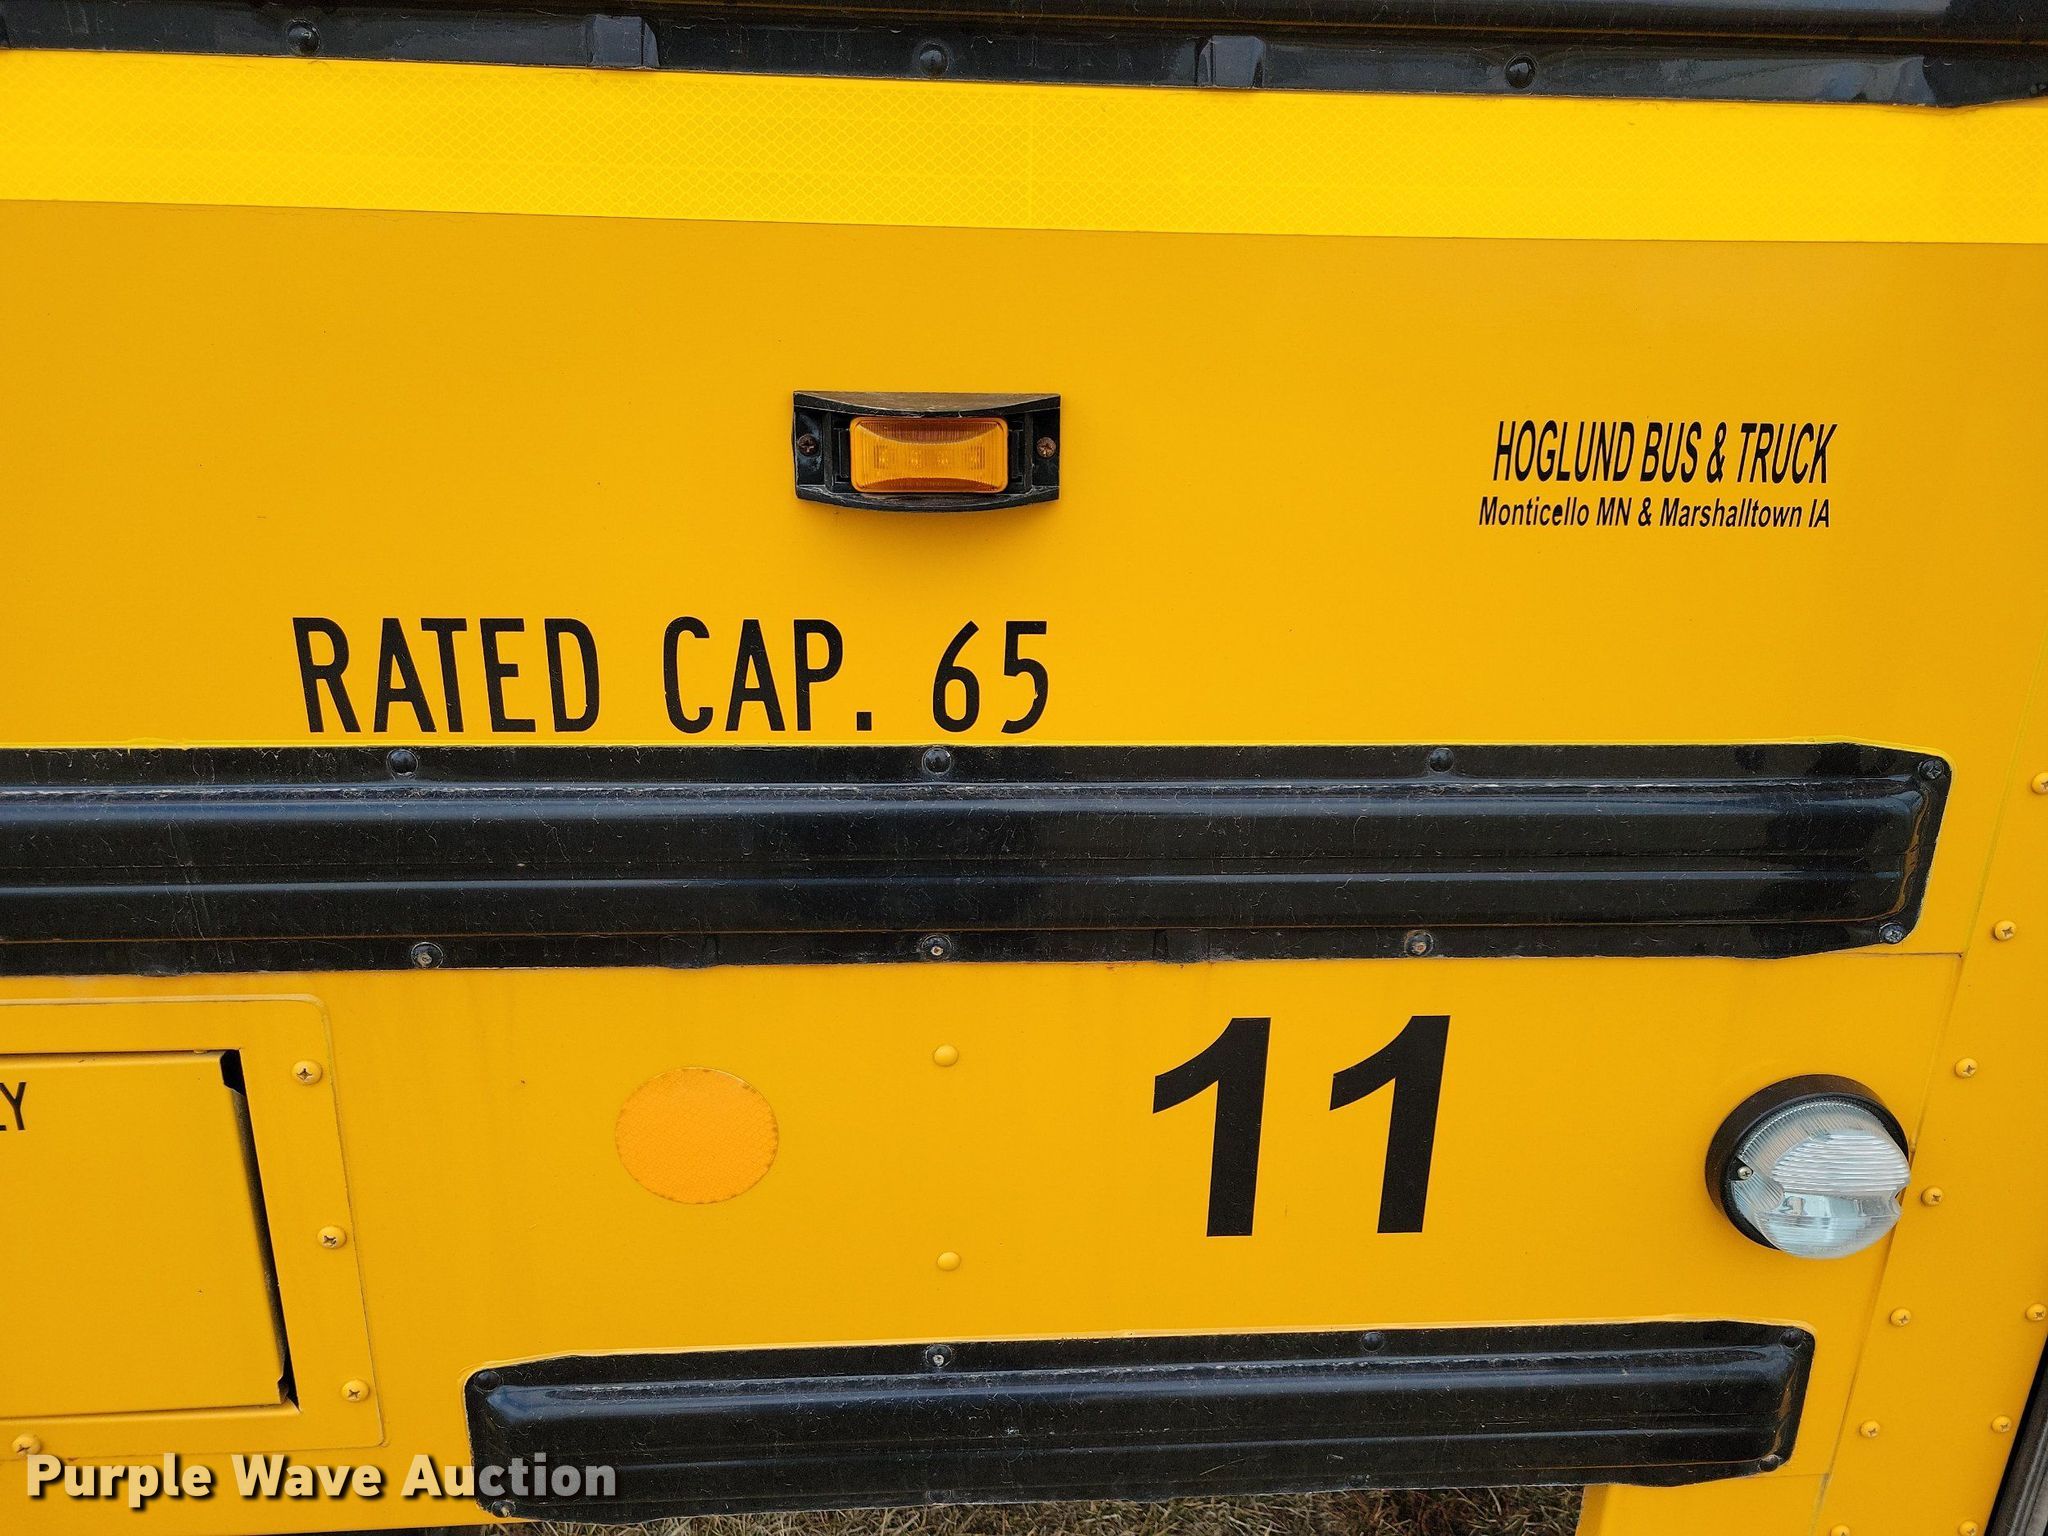 HOGLUND BUS & TRUCK
Monticello MN & Marshalltown IA
RATED CAP. 65
11
Purple Wave Auction